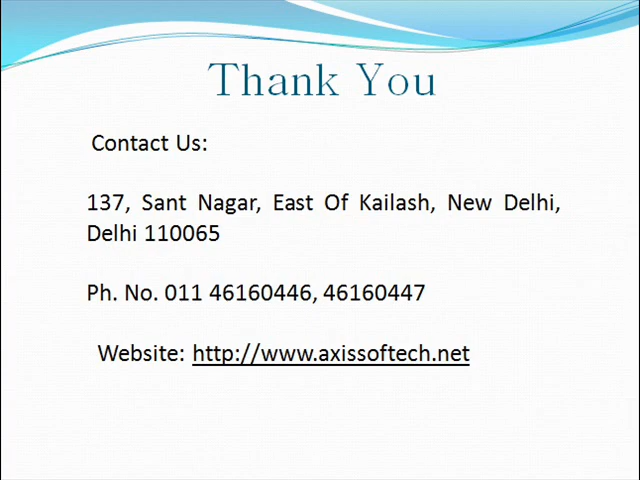 Thank You
Contact Us:
137, Sant Nagar, East Of Kailash, New Delhi,
Delhi 110065
Ph. No. 011 46160446, 46160447
Website: http://www.axissoftech.net